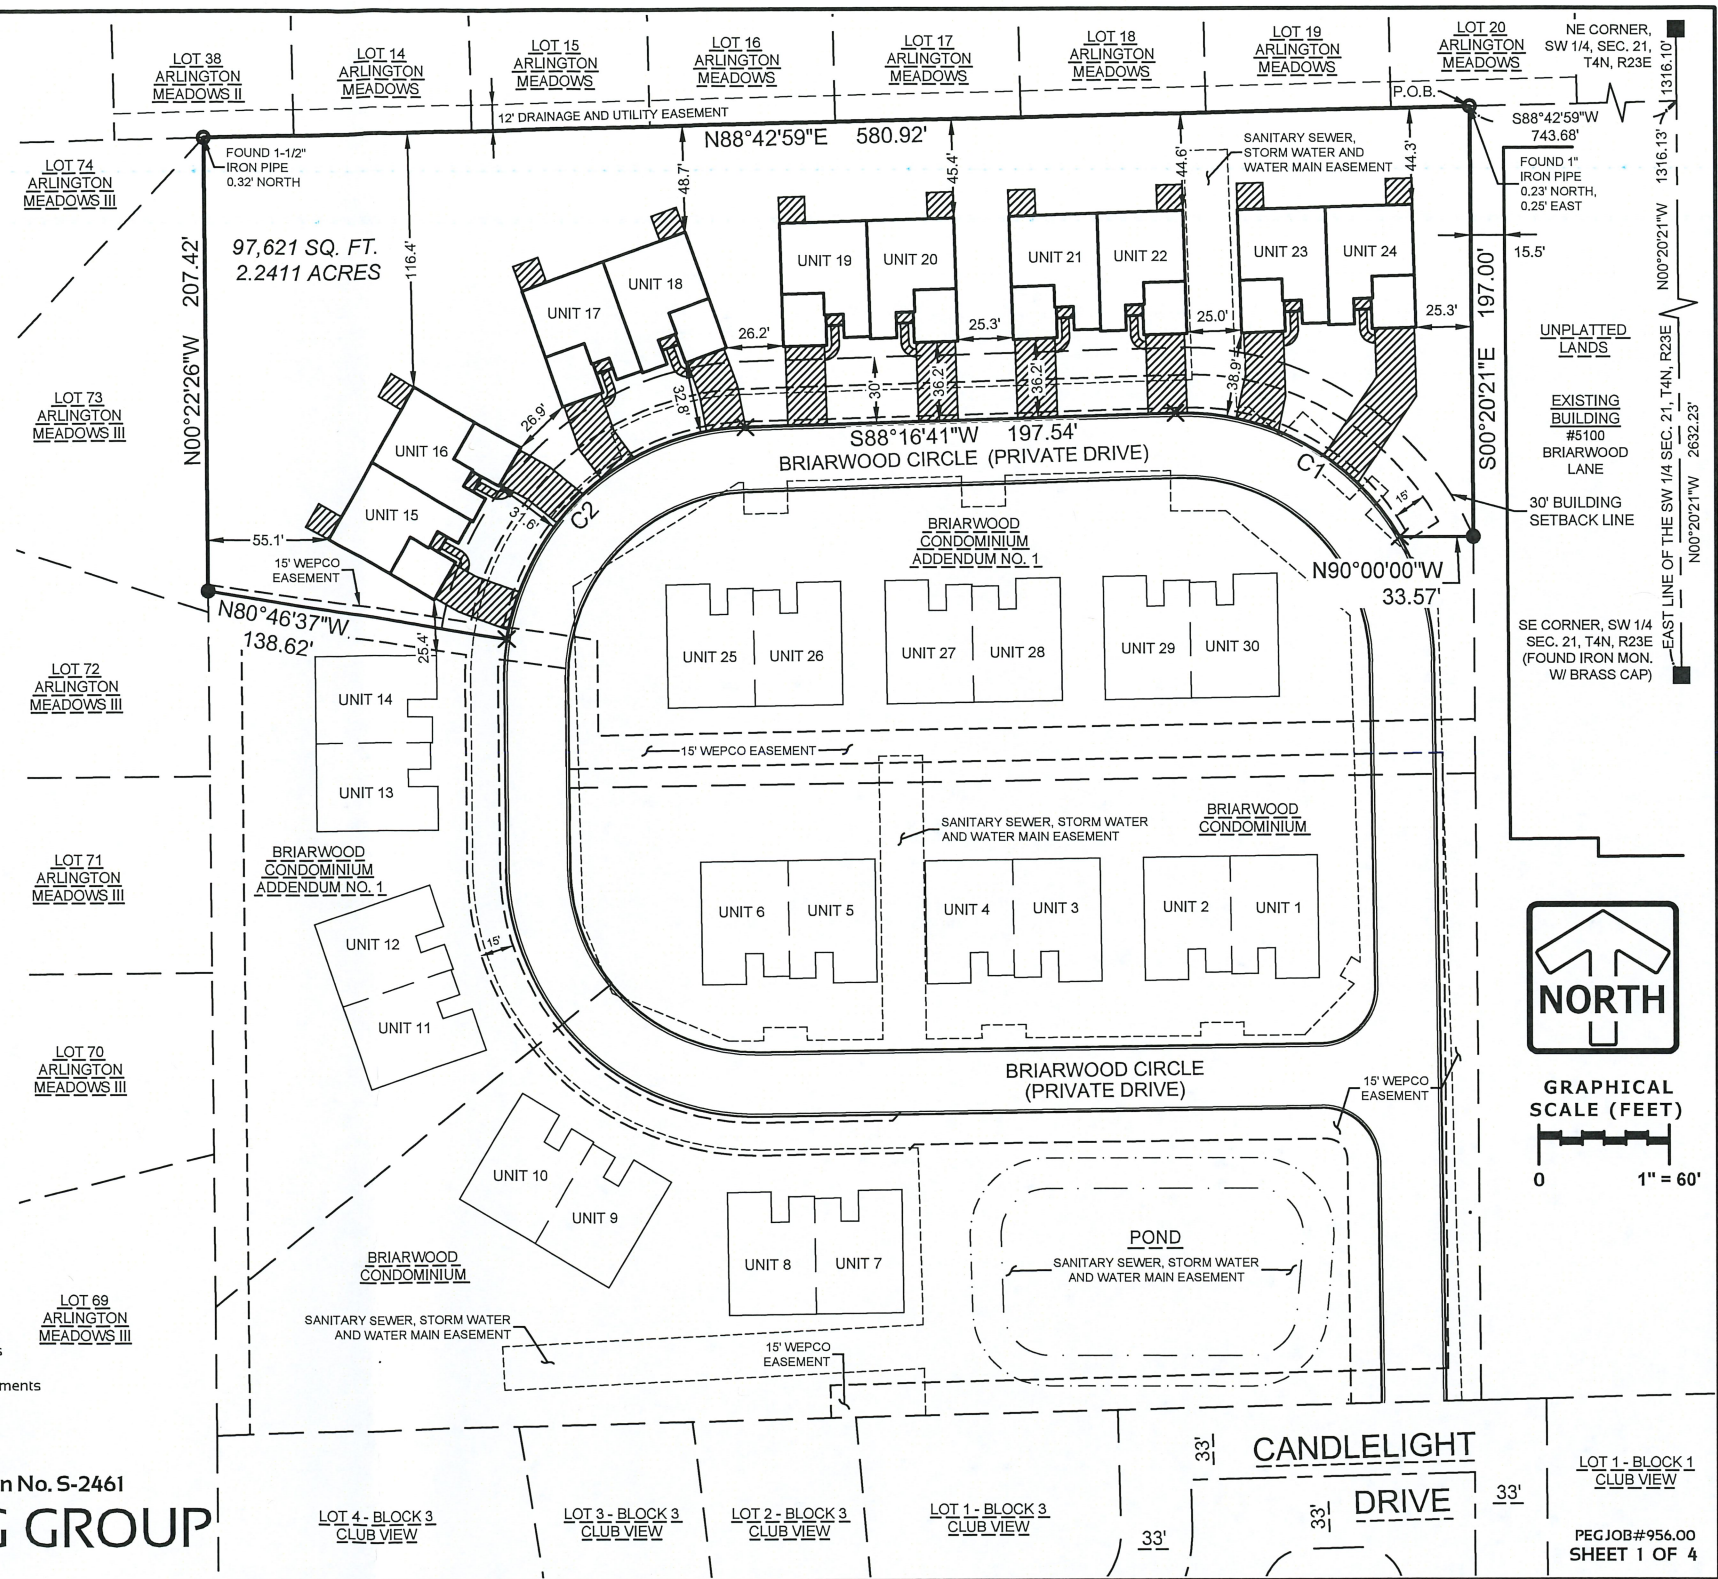 LOT 38
ARLINGTON
MEADOWS II
LOT 14
ARLINGTON
MEADOWS
LOT 15
ARLINGTON
MEADOWS
LOT 16
ARLINGTON
MEADOWS
LOT 17
ARLINGTON
MEADOWS
LOT 18
ARLINGTON
MEADOWS
LOT 19
ARLINGTON
MEADOWS
LOT 20
ARLINGTON
MEADOWS
NE CORNER,
SW 1/4, SEC. 21,
T4N, R23E
1316.10'
P.O.B.
12' DRAINAGE AND UTILITY EASEMENT
N88°42'59"E 580.92'
S88°42'59"W
743.68'
FOUND 1-1/2"
IRON PIPE
0.32' NORTH
SANITARY SEWER,
STORM WATER AND
WATER MAIN EASEMENT
FOUND 1"
IRON PIPE
0.23' NORTH,
0.25' EAST
N00°20'21"W 1316.13'
LOT 74
ARLINGTON
MEADOWS III
97,621 SQ. FT.
2.2411 ACRES
N00°22'26"W 207.42'
116.4'
48.7'
45.4'
44.6'
44.3'
15.5'
S00°20'21"E 197.00'
UNIT 17
UNIT 18
UNIT 19
UNIT 20
UNIT 21
UNIT 22
UNIT 23
UNIT 24
26.2'
25.3'
25.0'
25.3'
UNPLATTED
LANDS
EXISTING
BUILDING
#5100
BRIARWOOD
LANE
30' BUILDING
SETBACK LINE
EAST LINE OF THE SW 1/4 SEC. 21, T4N, R23E
N00°20'21"W 2632.23'
LOT 73
ARLINGTON
MEADOWS III
26.9'
32.8'
30'
36.2'
36.2'
38.9'
S88°16'41"W 197.54'
BRIARWOOD CIRCLE (PRIVATE DRIVE)
C1
C2
15'
UNIT 16
UNIT 15
31.6'
55.1'
15' WEPCO
EASEMENT
BRIARWOOD
CONDOMINIUM
ADDENDUM NO. 1
N90°00'00"W
33.57'
N80°46'37"W
138.62'
25.4'
SE CORNER, SW 1/4
SEC. 21, T4N, R23E
(FOUND IRON MON.
W/ BRASS CAP)
UNIT 25
UNIT 26
UNIT 27
UNIT 28
UNIT 29
UNIT 30
LOT 72
ARLINGTON
MEADOWS III
UNIT 14
UNIT 13
15' WEPCO EASEMENT
SANITARY SEWER, STORM WATER
AND WATER MAIN EASEMENT
BRIARWOOD
CONDOMINIUM
LOT 71
ARLINGTON
MEADOWS III
BRIARWOOD
CONDOMINIUM
ADDENDUM NO. 1
UNIT 6
UNIT 5
UNIT 4
UNIT 3
UNIT 2
UNIT 1
UNIT 12
UNIT 11
15'
NORTH
LOT 70
ARLINGTON
MEADOWS III
BRIARWOOD CIRCLE
(PRIVATE DRIVE)
15' WEPCO
EASEMENT
GRAPHICAL
SCALE (FEET)
0 1" = 60'
UNIT 10
UNIT 9
UNIT 8
UNIT 7
POND
SANITARY SEWER, STORM WATER
AND WATER MAIN EASEMENT
BRIARWOOD
CONDOMINIUM
LOT 69
ARLINGTON
MEADOWS III
SANITARY SEWER, STORM WATER
AND WATER MAIN EASEMENT
15' WEPCO
EASEMENT
s
ments
n No. S-2461
G GROUP
LOT 4 - BLOCK 3
CLUB VIEW
LOT 3 - BLOCK 3
CLUB VIEW
LOT 2 - BLOCK 3
CLUB VIEW
LOT 1 - BLOCK 3
CLUB VIEW
33'
CANDLELIGHT
DRIVE
33'
33'
33'
LOT 1 - BLOCK 1
CLUB VIEW
PEGJOB#956.00
SHEET 1 OF 4